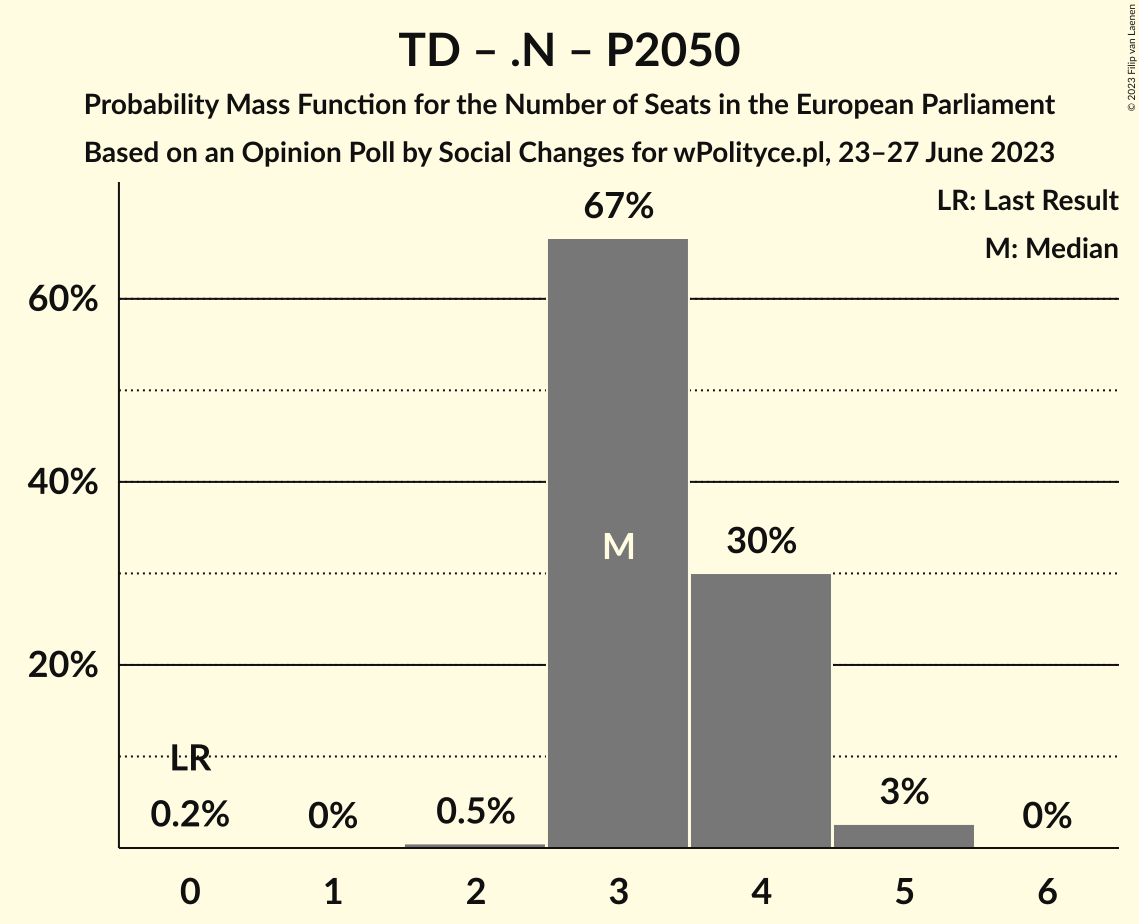 TD – .N – P2050
Probability Mass Function for the Number of Seats in the European Parliament
Based on an Opinion Poll by Social Changes for wPolityce.pl, 23–27 June 2023
© 2023 Filip van Laenen
LR: Last Result
M: Median
67%
60%
40%
M
30%
20%
LR
0.2%
0%
0.5%
3%
0%
0 1 2 3 4 5 6